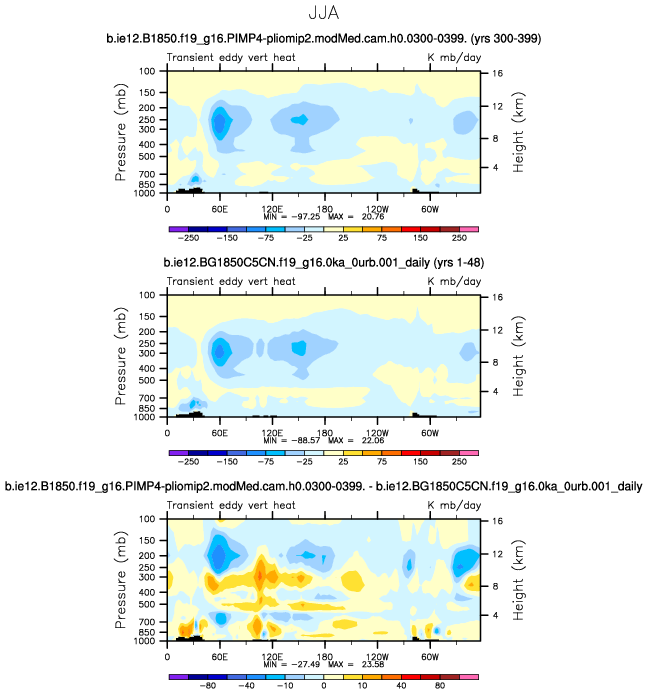 JJA
b.ie12.B1850.f19_g16.PIMP4-pliomip2.modMed.cam.h0.0300-0399. (yrs 300-399)
Transient eddy vert heat K mb/day
Pressure (mb)
100
150
200
250
300
400
500
700
850
1000
16
12
8
4
Height (km)
0 60E 120E 180 120W 60W
MIN = -97.25 MAX = 20.76
-250 -150 -75 -25 25 75 150 250
b.ie12.BG1850C5CN.f19_g16.0ka_0urb.001_daily (yrs 1-48)
Transient eddy vert heat K mb/day
Pressure (mb)
100
150
200
250
300
400
500
700
850
1000
16
12
8
4
Height (km)
0 60E 120E 180 120W 60W
MIN = -88.57 MAX = 22.06
-250 -150 -75 -25 25 75 150 250
b.ie12.B1850.f19_g16.PIMP4-pliomip2.modMed.cam.h0.0300-0399. - b.ie12.BG1850C5CN.f19_g16.0ka_0urb.001_daily
Transient eddy vert heat K mb/day
Pressure (mb)
100
150
200
250
300
400
500
700
850
1000
16
12
8
4
Height (km)
0 60E 120E 180 120W 60W
MIN = -27.49 MAX = 23.58
-80 -40 -10 0 10 40 80